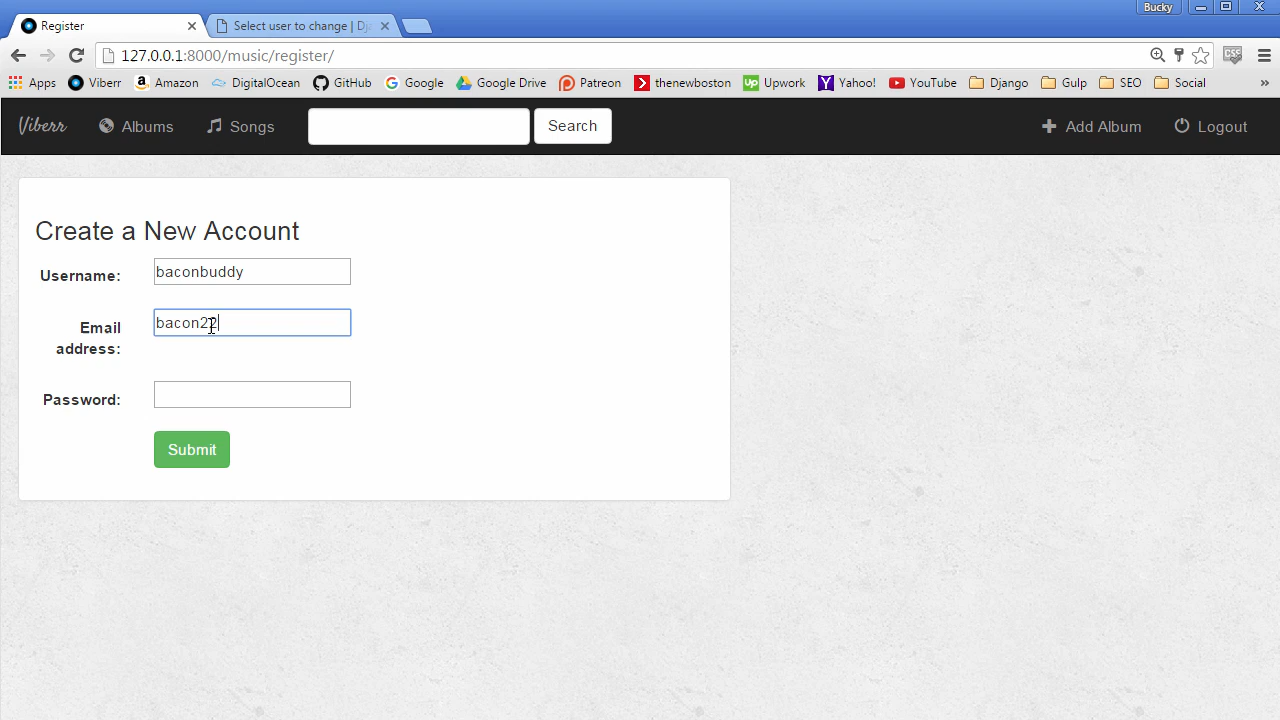 Bucky
Register
Select user to change | Dja
127.0.0.1:8000/music/register/
Apps Viberr Amazon DigitalOcean GitHub Google Google Drive Patreon thenewboston Upwork Yahoo! YouTube Django Gulp SEO Social »
Viberr Albums Songs Search Add Album Logout
Create a New Account
Username: baconbuddy
Email address: bacon22
Password:
Submit